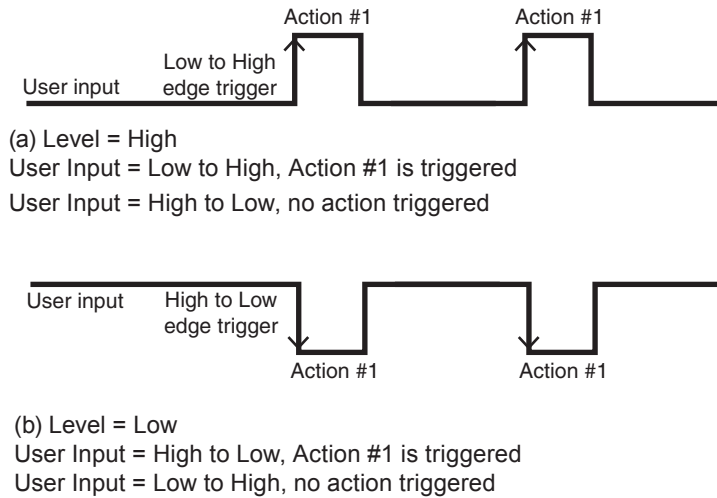 Action #1
Action #1
Low to High
edge trigger
User input
(a) Level = High
User Input = Low to High, Action #1 is triggered
User Input = High to Low, no action triggered
User input
High to Low
edge trigger
Action #1
Action #1
(b) Level = Low
User Input = High to Low, Action #1 is triggered
User Input = Low to High, no action triggered